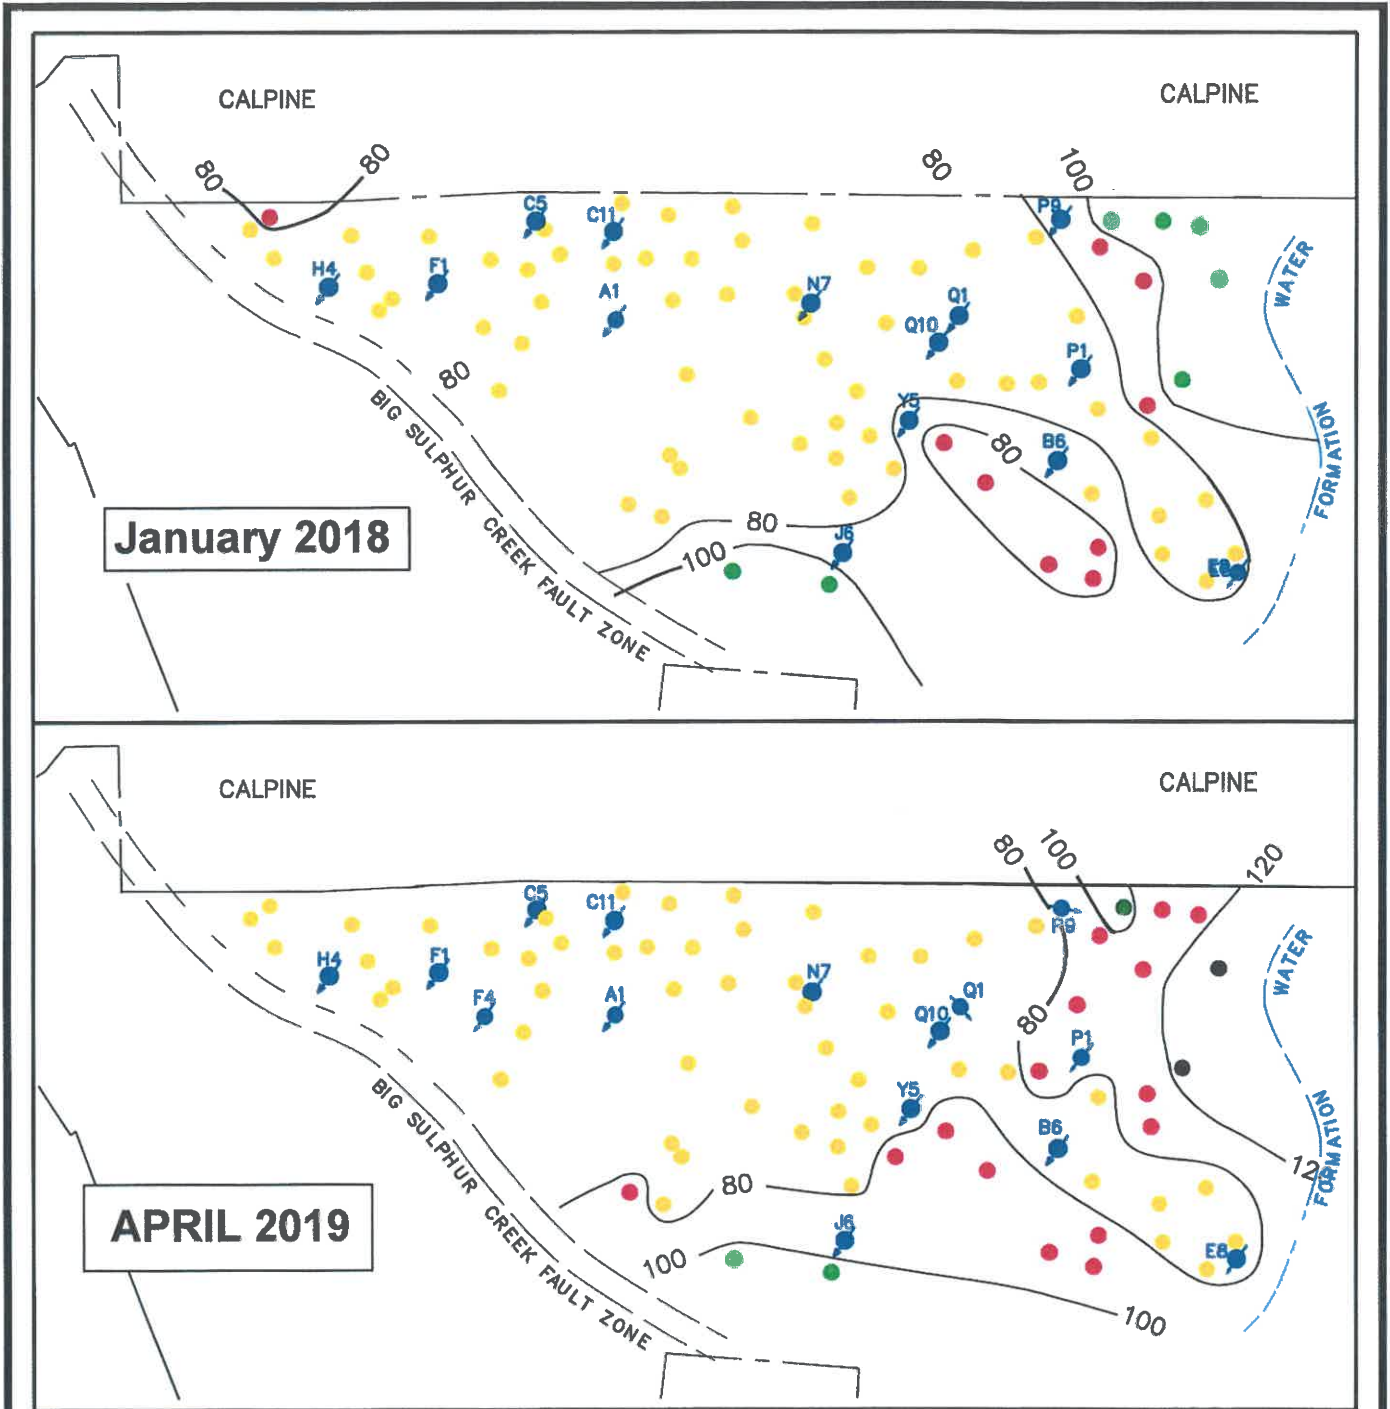 CALPINE
CALPINE
80
80
80
100
C5
C11
P9
H4
F1
A1
N7
Q1
Q10
P1
WATER
80
Y5
B6
80
BIG SULPHUR CREEK FAULT ZONE
FORMATION
January 2018
80
100
J6
E8
CALPINE
CALPINE
80
100
120
C5
C11
P9
H4
F1
F4
A1
N7
Q1
Q10
80
P1
WATER
Y5
B6
BIG SULPHUR CREEK FAULT ZONE
12
FORMATION
80
APRIL 2019
J6
E8
100
100